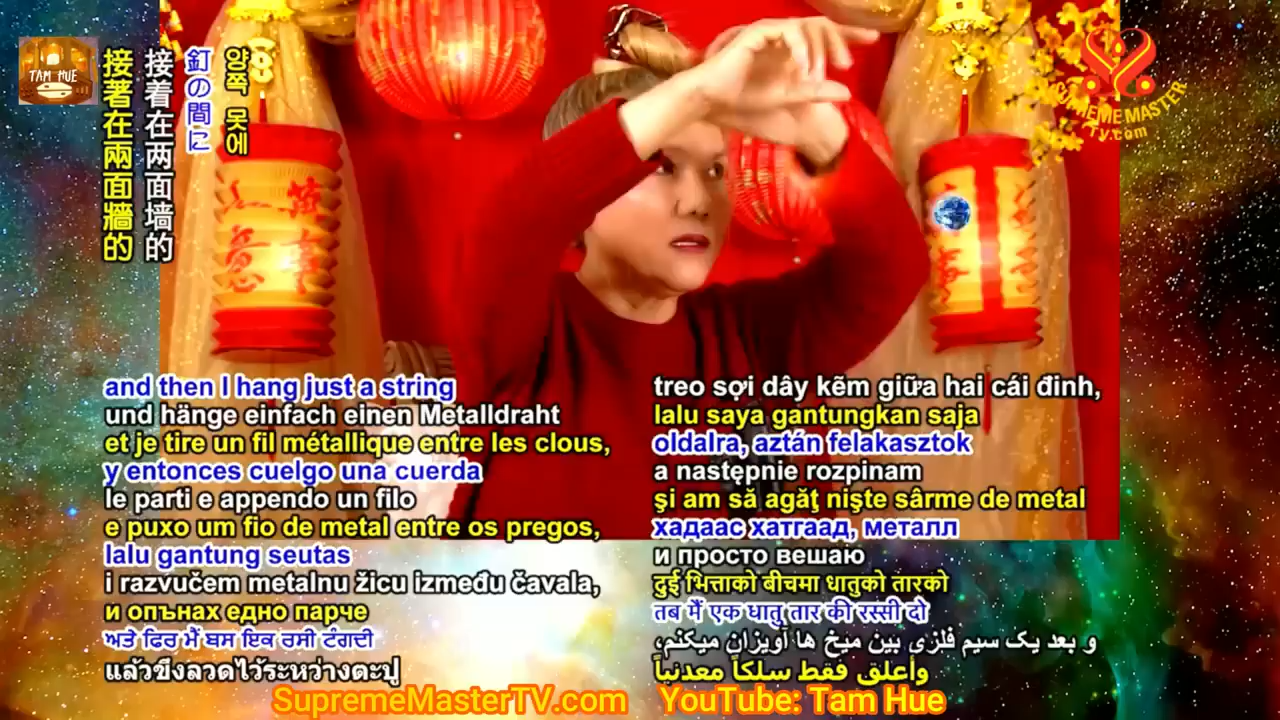 TAM HUE
接著在兩面牆的
接着在两面墙的
釘の間に
양쪽 못에
SUPREME MASTER
TV.com
and then I hang just a string
und hänge einfach einen Metalldraht
et je tire un fil métallique entre les clous,
y entonces cuelgo una cuerda
le parti e appendo un filo
e puxo um fio de metal entre os pregos,
lalu gantung seutas
i razvučem metalnu žicu između čavala,
и опънах едно парче
ਅਤੇ ਫਿਰ ਮੈਂ ਬਸ ਇਕ ਰਸੀ ਟੰਗਦੀ
แล้วขึงลวดไว้ระหว่างตะปู
treo sợi dây kẽm giữa hai cái đinh,
lalu saya gantungkan saja
oldalra, aztán felakasztok
a następnie rozpinam
şi am să agăţ nişte sârme de metal
хадаас хатгаад, металл
и просто вешаю
दुई भित्ताको बीचमा धातुको तारको
तब मैं एक धातु तार की रस्सी दो
و بعد یک سیم فلزی بین میخ ها آویزان میکنم،
وأعلق فقط سلكاً معدنياً
SupremeMasterTV.com YouTube: Tam Hue